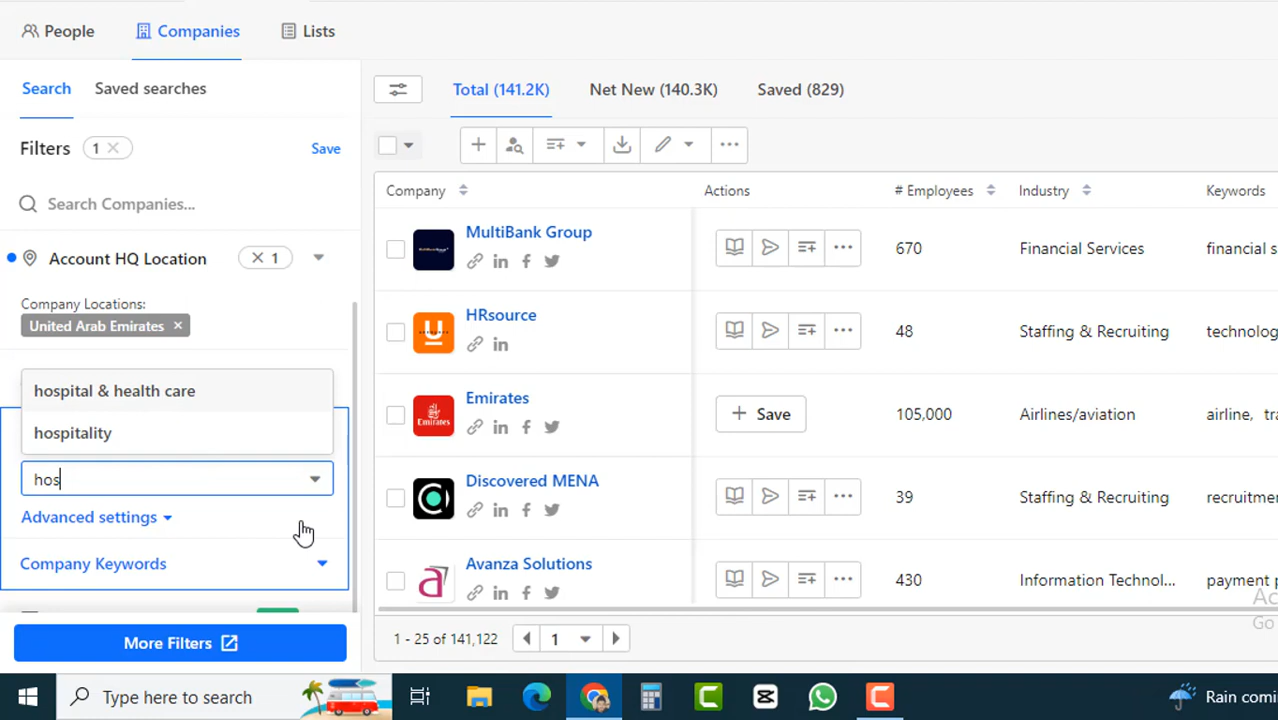 People Companies Lists
Search Saved searches
Total (141.2K) Net New (140.3K) Saved (829)
Filters 1 Save
Search Companies...
Company Actions # Employees Industry Keywords
Account HQ Location 1
Company Locations:
United Arab Emirates
hospital & health care
hospitality
hos
Advanced settings
Company Keywords
More Filters
MultiBank Group 670 Financial Services financial s
HRsource 48 Staffing & Recruiting technolog
Emirates Save 105,000 Airlines/aviation airline, tra
Discovered MENA 39 Staffing & Recruiting recruitmen
Avanza Solutions 430 Information Technol... payment p
Go
1 - 25 of 141,122 1
Type here to search
Rain comi